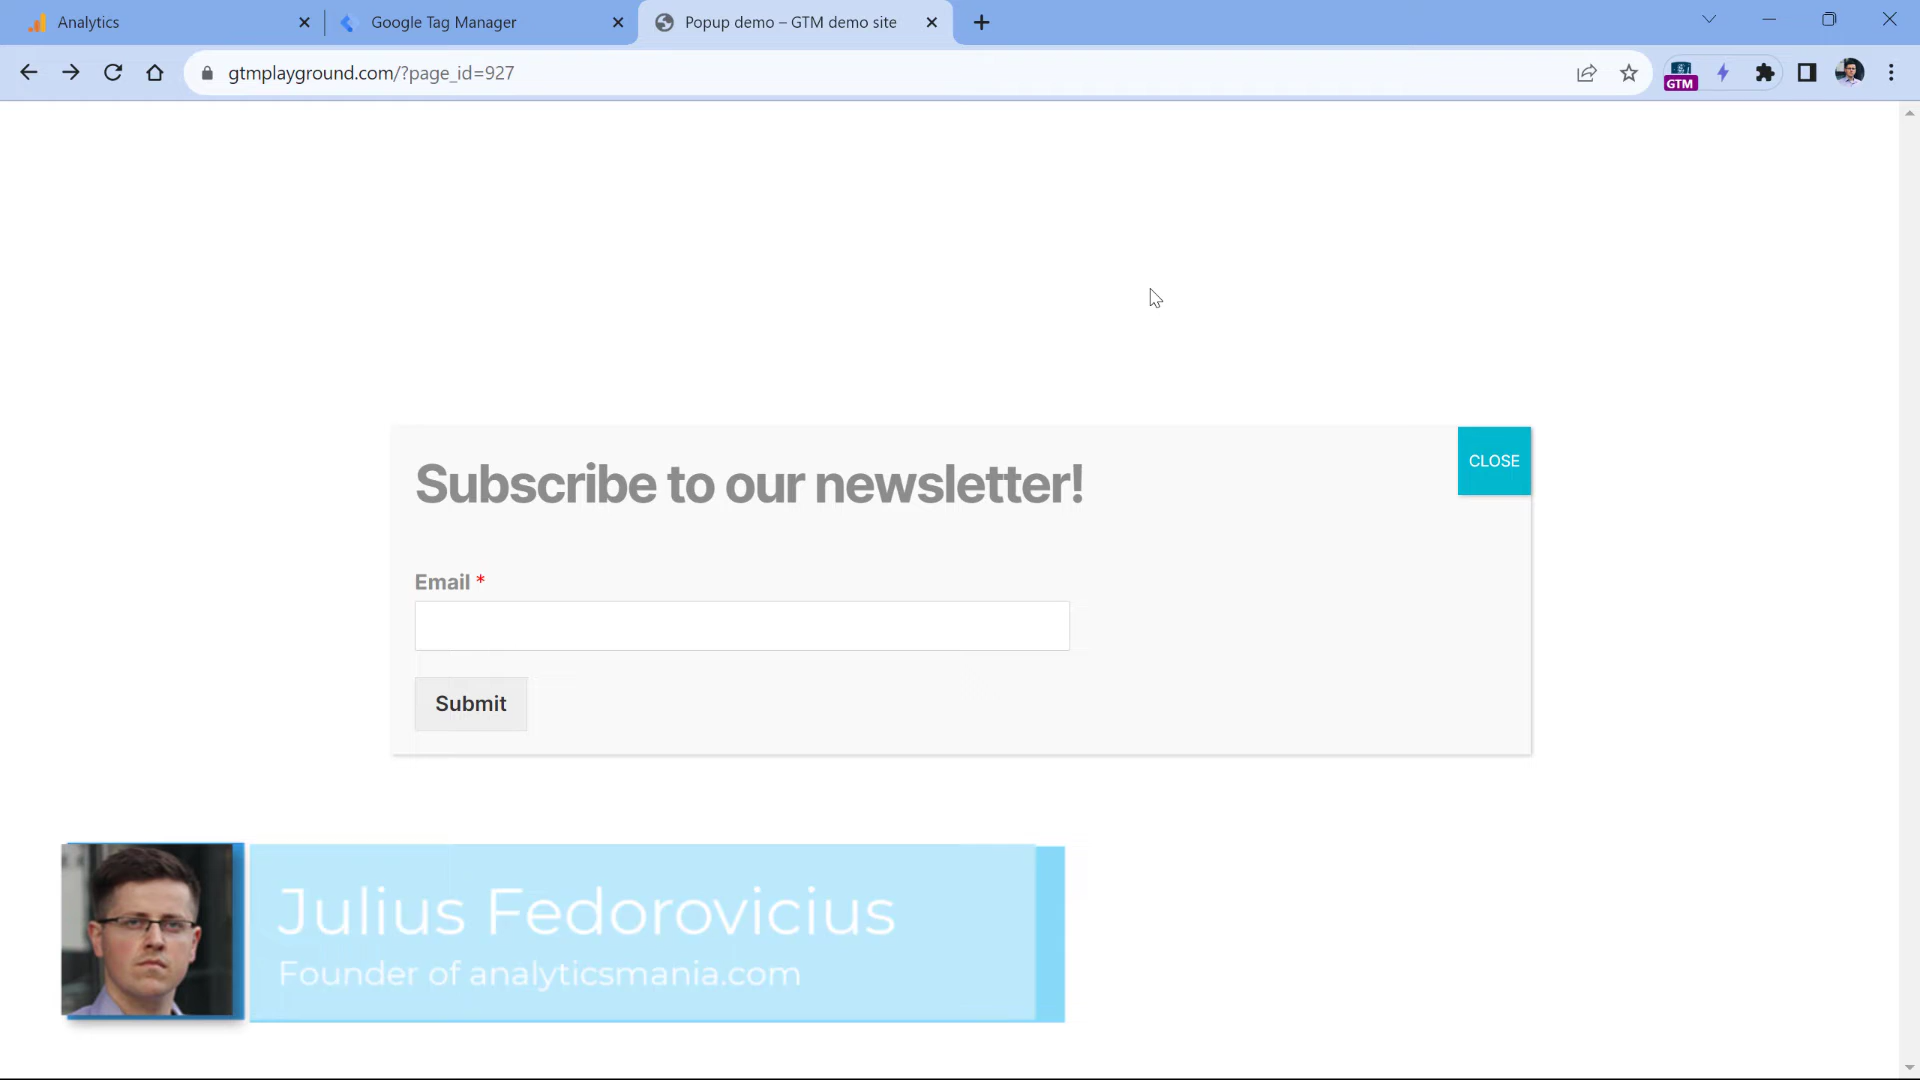 Analytics
Google Tag Manager
Popup demo – GTM demo site
gtmplayground.com/?page_id=927
GTM
Subscribe to our newsletter!
CLOSE
Email *
Submit
Julius Fedorovicius
Founder of analyticsmania.com